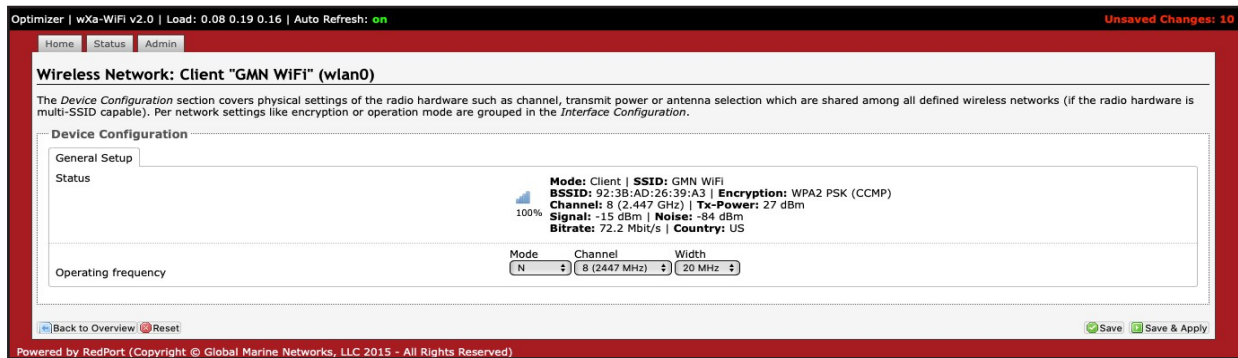 Optimizer | wXa-WiFi v2.0 | Load: 0.08 0.19 0.16 | Auto Refresh: on
Unsaved Changes: 10
Home Status Admin
Wireless Network: Client "GMN WiFi" (wlan0)
The Device Configuration section covers physical settings of the radio hardware such as channel, transmit power or antenna selection which are shared among all defined wireless networks (if the radio hardware is
multi-SSID capable). Per network settings like encryption or operation mode are grouped in the Interface Configuration.
Device Configuration
General Setup
Status
100%
Mode: Client | SSID: GMN WiFi
BSSID: 92:3B:AD:26:39:A3 | Encryption: WPA2 PSK (CCMP)
Channel: 8 (2.447 GHz) | Tx-Power: 27 dBm
Signal: -15 dBm | Noise: -84 dBm
Bitrate: 72.2 Mbit/s | Country: US
Operating frequency
Mode Channel Width
N 8 (2447 MHz) 20 MHz
Back to Overview Reset
Save Save & Apply
Powered by RedPort (Copyright © Global Marine Networks, LLC 2015 - All Rights Reserved)